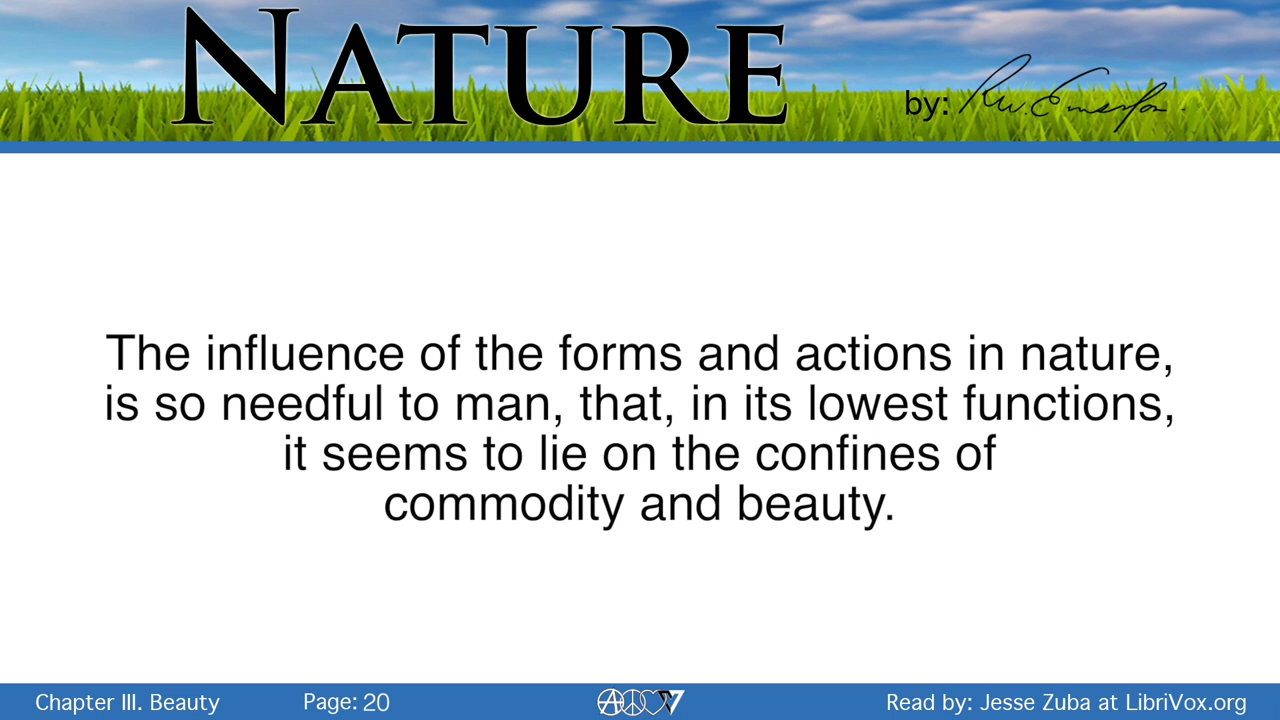 NATURE
by: R.W. Emerson.
The influence of the forms and actions in nature,
is so needful to man, that, in its lowest functions,
it seems to lie on the confines of
commodity and beauty.
Chapter III. Beauty Page: 20 Read by: Jesse Zuba at LibriVox.org